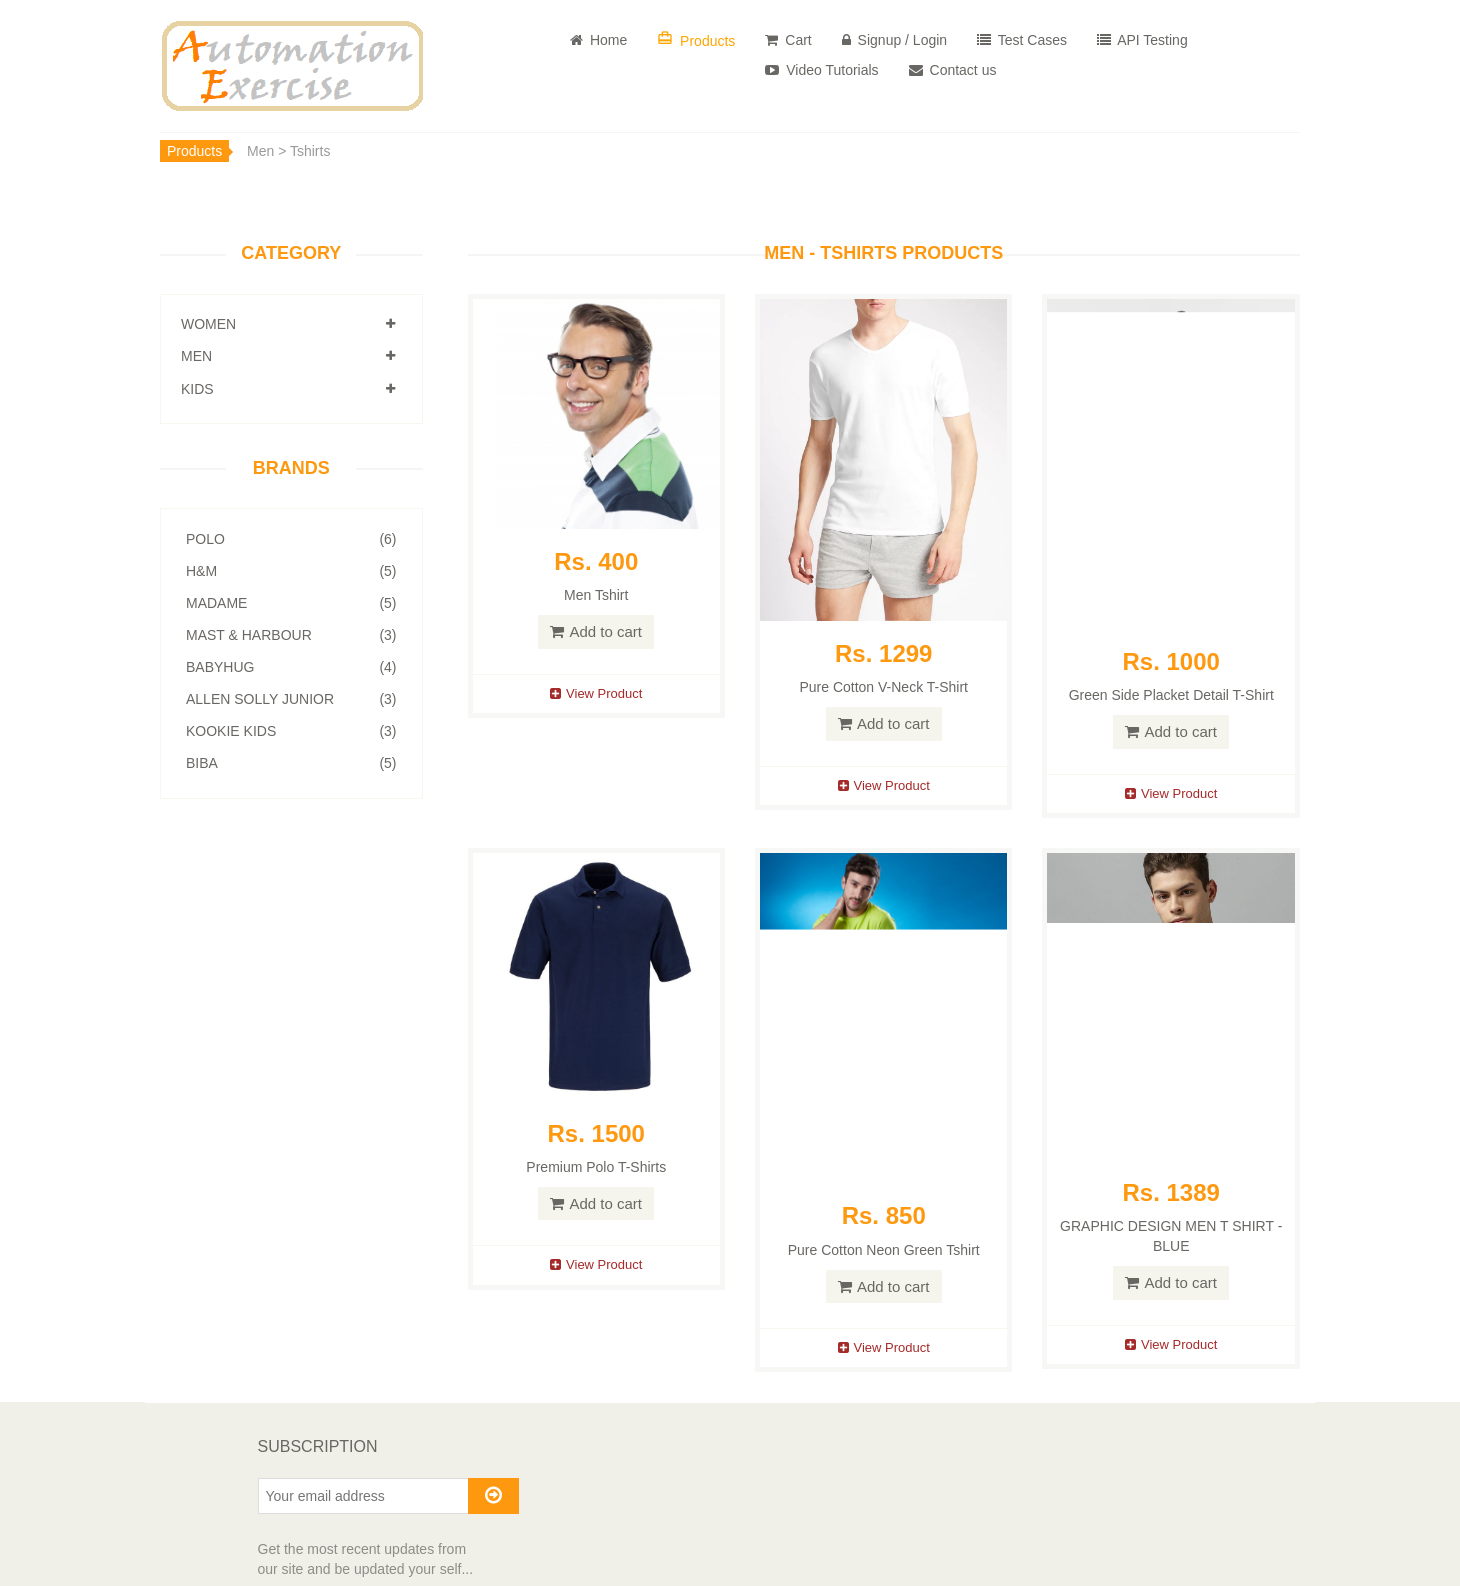 Automation
Exercise
Home
Products
Cart
Signup / Login
Test Cases
API Testing
Video Tutorials
Contact us
Products
Men > Tshirts
CATEGORY
WOMEN
MEN
KIDS
BRANDS
POLO (6)
H&M (5)
MADAME (5)
MAST & HARBOUR (3)
BABYHUG (4)
ALLEN SOLLY JUNIOR (3)
KOOKIE KIDS (3)
BIBA (5)
MEN - TSHIRTS PRODUCTS
Rs. 400
Men Tshirt
Add to cart
View Product
Rs. 1299
Pure Cotton V-Neck T-Shirt
Add to cart
View Product
Rs. 1000
Green Side Placket Detail T-Shirt
Add to cart
View Product
Rs. 1500
Premium Polo T-Shirts
Add to cart
View Product
Rs. 850
Pure Cotton Neon Green Tshirt
Add to cart
View Product
Rs. 1389
GRAPHIC DESIGN MEN T SHIRT -
BLUE
Add to cart
View Product
SUBSCRIPTION
Your email address
Get the most recent updates from
our site and be updated your self...